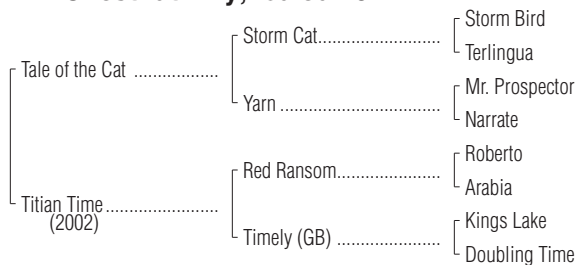 Storm Bird
Storm Cat
Terlingua
Tale of the Cat
Mr. Prospector
Yarn
Narrate
Roberto
Red Ransom
Arabia
Titian Time
(2002)
Kings Lake
Timely (GB)
Doubling Time